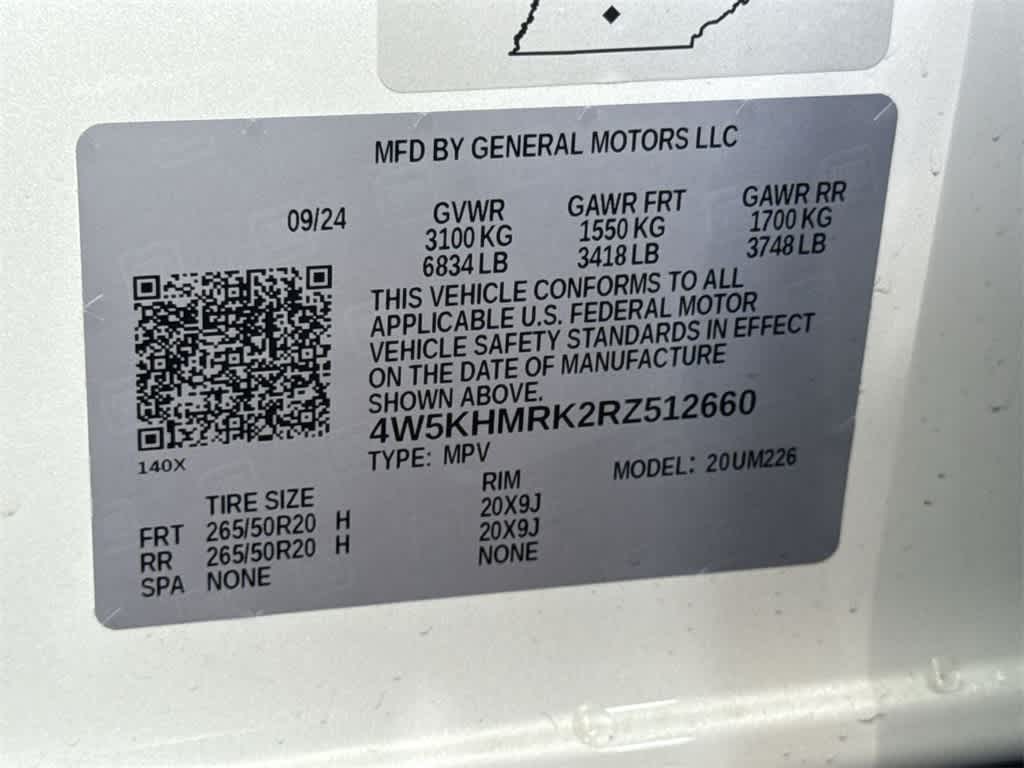 MFD BY GENERAL MOTORS LLC
09/24
GVWR
3100 KG
6834 LB
GAWR FRT
1550 KG
3418 LB
GAWR RR
1700 KG
3748 LB
THIS VEHICLE CONFORMS TO ALL
APPLICABLE U.S. FEDERAL MOTOR
VEHICLE SAFETY STANDARDS IN EFFECT
ON THE DATE OF MANUFACTURE
SHOWN ABOVE.
4W5KHMRK2RZ512660
140X
TYPE: MPV
MODEL: 20UM226
TIRE SIZE
RIM
FRT 265/50R20 H 20X9J
RR 265/50R20 H 20X9J
SPA NONE NONE